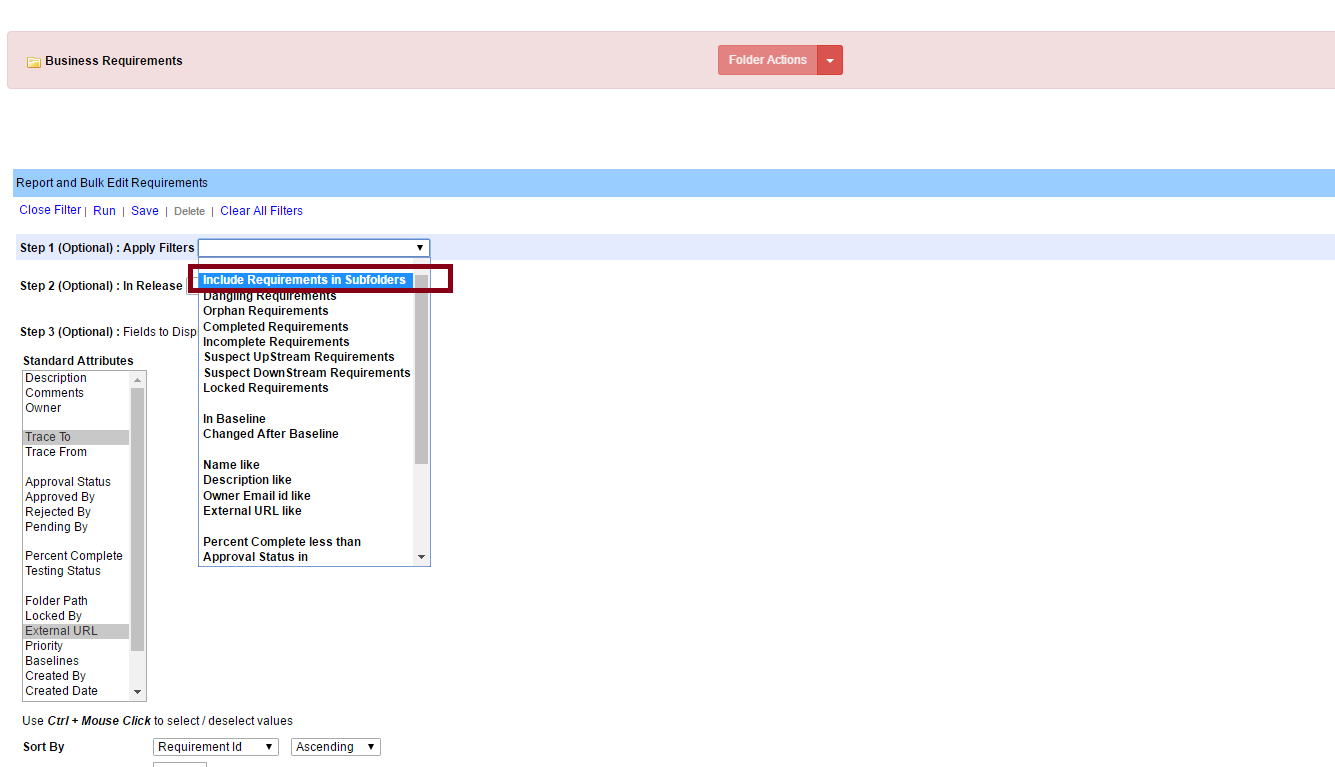 Business Requirements
Folder Actions
Report and Bulk Edit Requirements
Close Filter | Run | Save | Delete | Clear All Filters
Step 1 (Optional) : Apply Filters
Include Requirements in Subfolders
Step 2 (Optional) : In Release
Dangling Requirements
Orphan Requirements
Completed Requirements
Step 3 (Optional) : Fields to Disp
Incomplete Requirements
Suspect UpStream Requirements
Suspect DownStream Requirements
Locked Requirements
In Baseline
Changed After Baseline
Name like
Description like
Owner Email id like
External URL like
Percent Complete less than
Approval Status in
Standard Attributes
Description
Comments
Owner
Trace To
Trace From
Approval Status
Approved By
Rejected By
Pending By
Percent Complete
Testing Status
Folder Path
Locked By
External URL
Priority
Baselines
Created By
Created Date
Use Ctrl + Mouse Click to select / deselect values
Sort By Requirement Id Ascending